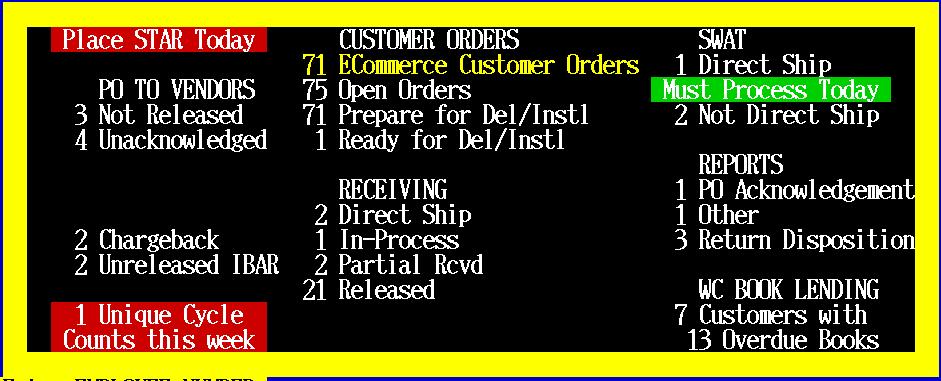 Place STAR Today
PO TO VENDORS
3 Not Released
4 Unacknowledged
2 Chargeback
2 Unreleased IBAR
1 Unique Cycle
Counts this week
CUSTOMER ORDERS
71 ECommerce Customer Orders
75 Open Orders
71 Prepare for Del/Instl
1 Ready for Del/Instl
RECEIVING
2 Direct Ship
1 In-Process
2 Partial Rcvd
21 Released
SWAT
1 Direct Ship
Must Process Today
2 Not Direct Ship
REPORTS
1 PO Acknowledgement
1 Other
3 Return Disposition
WC BOOK LENDING
7 Customers with
13 Overdue Books